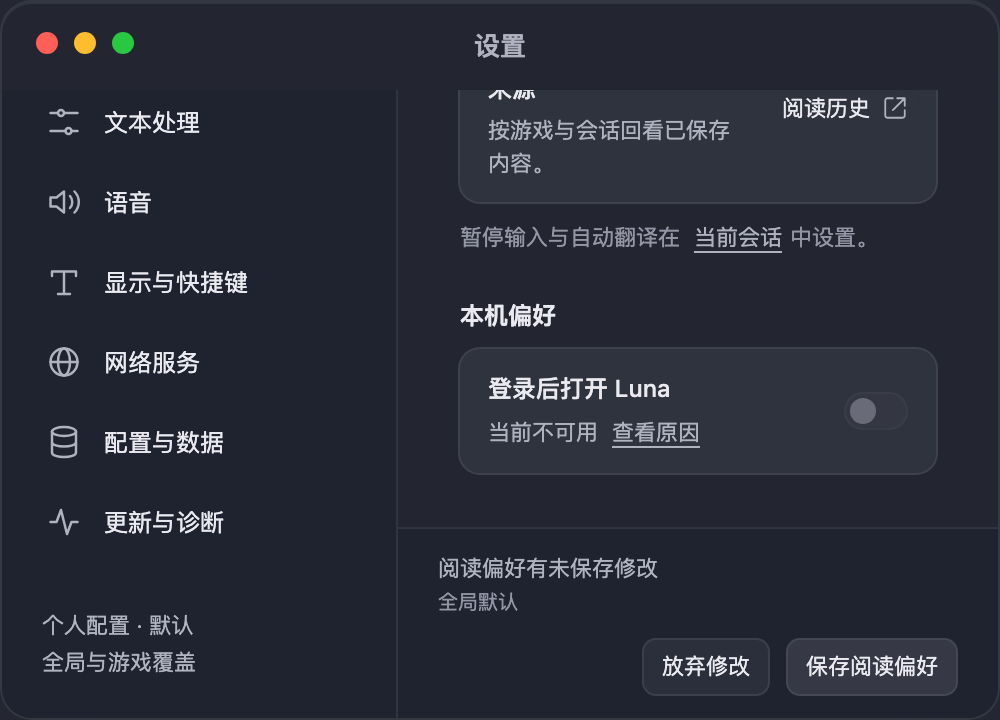 设置
文本处理
语音
显示与快捷键
网络服务
配置与数据
更新与诊断
个人配置 · 默认
全局与游戏覆盖
来源
阅读历史
按游戏与会话回看已保存
内容。
暂停输入与自动翻译在 当前会话 中设置。
本机偏好
登录后打开 Luna
当前不可用 查看原因
阅读偏好有未保存修改
全局默认
放弃修改
保存阅读偏好